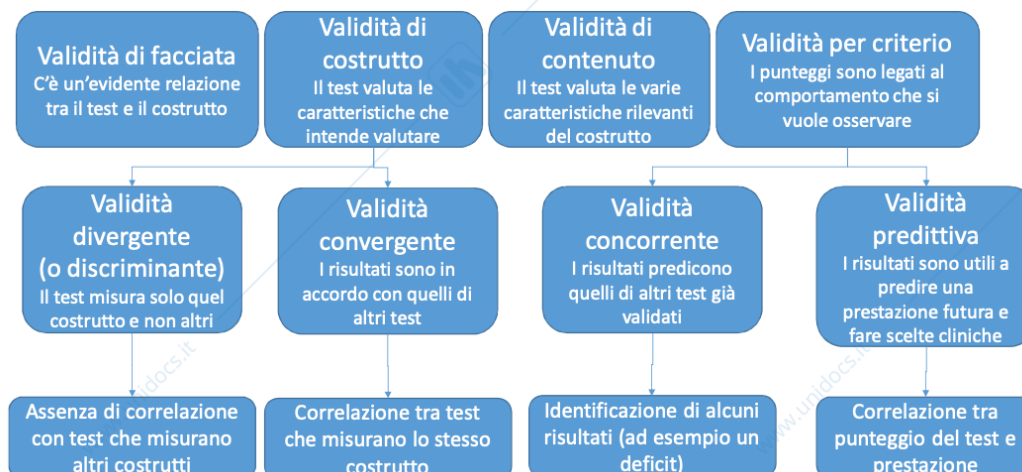 Validità di facciata
C'è un'evidente relazione
tra il test e il costrutto
Validità di
costrutto
Il test valuta le
caratteristiche che
intende valutare
Validità di
contenuto
Il test valuta le varie
caratteristiche rilevanti
del costrutto
Validità per criterio
I punteggi sono legati al
comportamento che si
vuole osservare
Validità
divergente
(o discriminante)
Il test misura solo quel
costrutto e non altri
Validità
convergente
I risultati sono in
accordo con quelli di
altri test
Validità
concorrente
I risultati predicono
quelli di altri test già
validati
Validità
predittiva
I risultati sono utili a
predire una
prestazione futura e
fare scelte cliniche
Assenza di correlazione
con test che misurano
altri costrutti
Correlazione tra test
che misurano lo stesso
costrutto
Identificazione di alcuni
risultati (ad esempio un
deficit)
Correlazione tra
punteggio del test e
prestazione
unidocs.it
www.unidocs.it